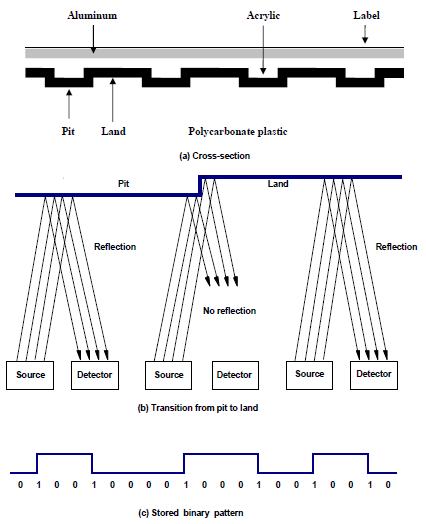 Aluminum Acrylic Label
Pit Land Polycarbonate plastic
(a) Cross-section
Pit Land
Reflection Reflection
No reflection
Source Detector Source Detector Source Detector
(b) Transition from pit to land
0 1 0 0 1 0 0 0 0 1 0 0 0 1 0 0 1 0 0 0 1 0
(c) Stored binary pattern